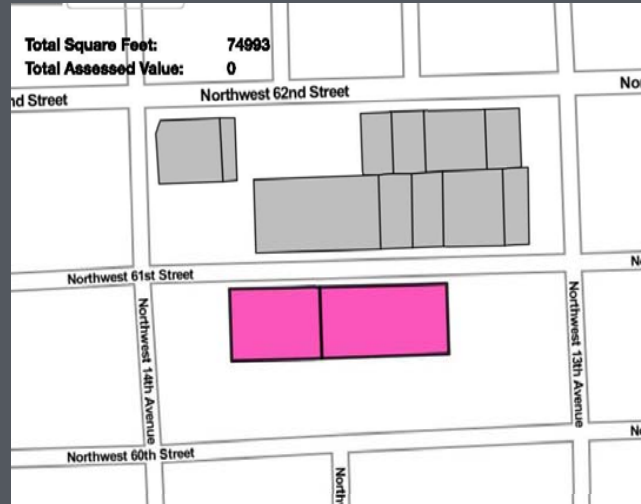 Total Square Feet: 74993
Total Assessed Value: 0
nd Street
Northwest 62nd Street
No
Northwest 61st Street
N
Northwest 14th Avenue
Northwest 13th Avenue
Northwest 60th Street
N
North